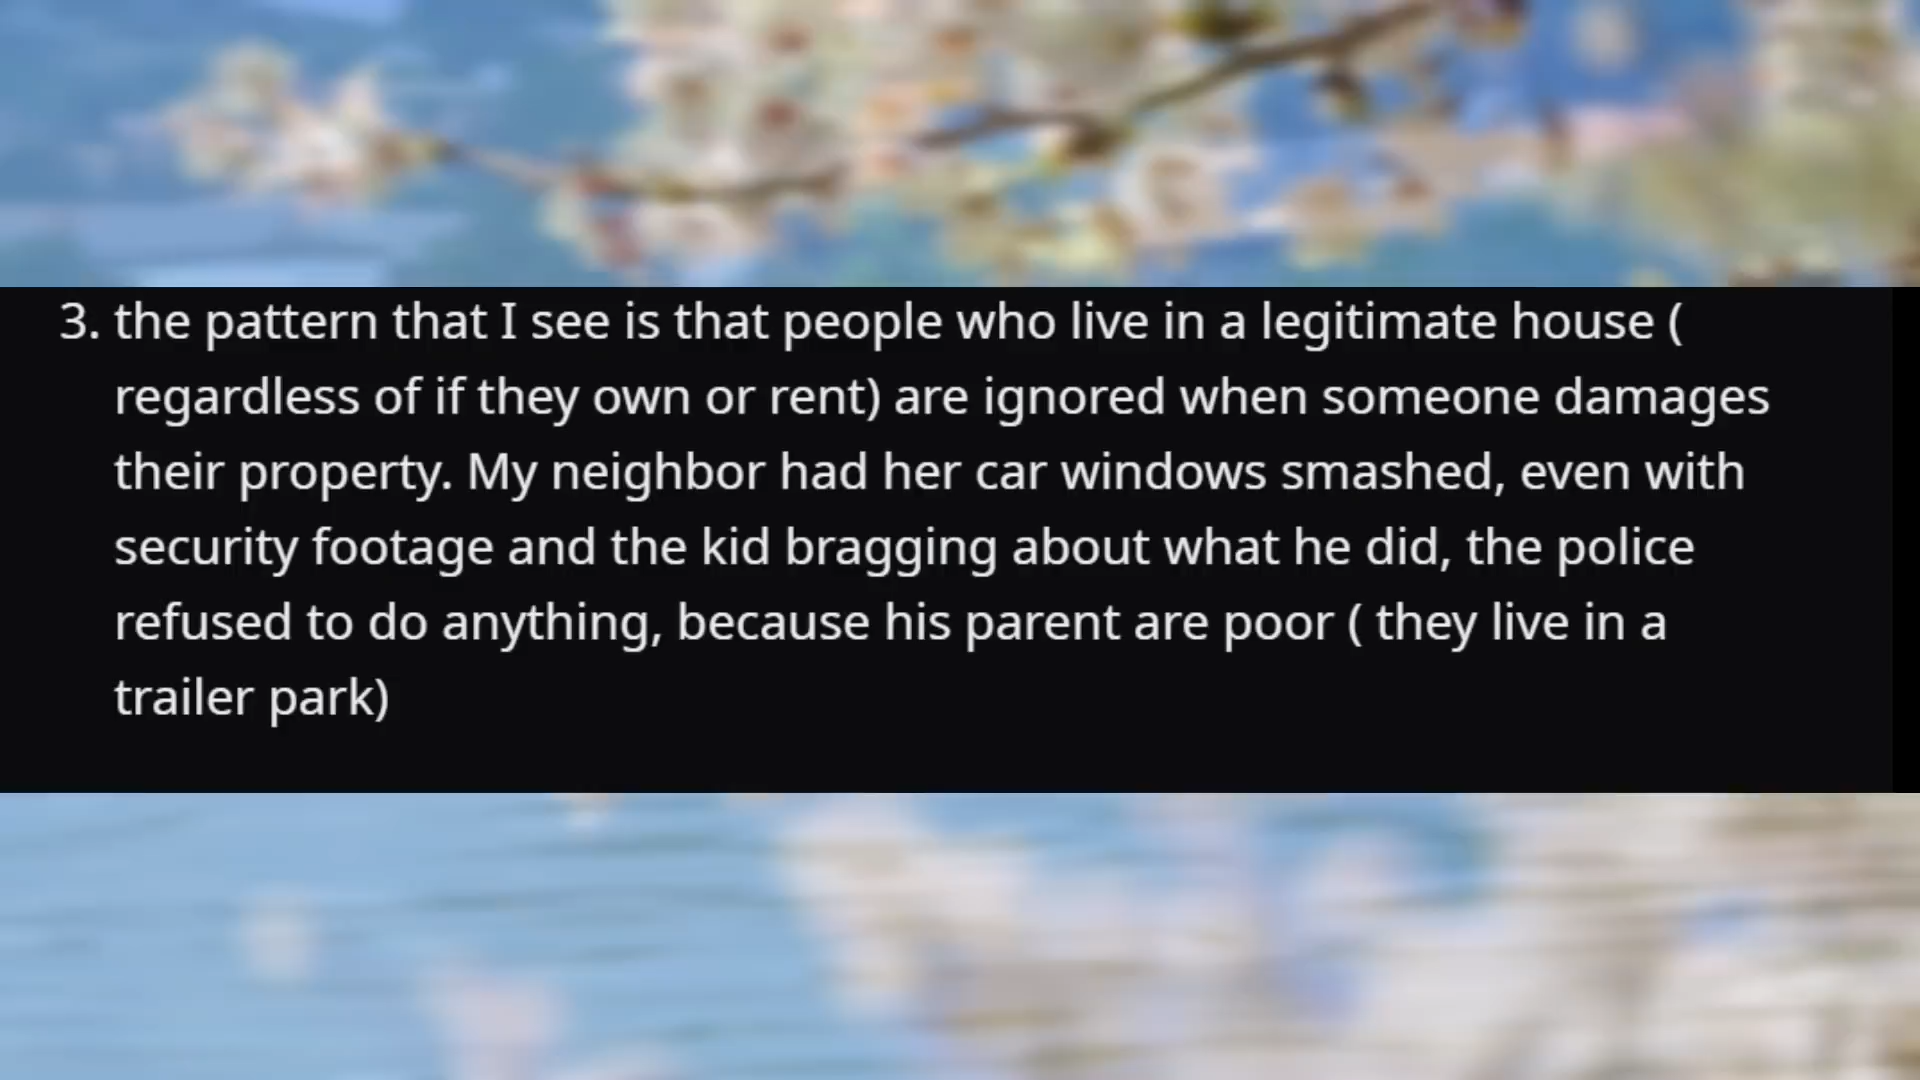 3. the pattern that I see is that people who live in a legitimate house (
regardless of if they own or rent) are ignored when someone damages
their property. My neighbor had her car windows smashed, even with
security footage and the kid bragging about what he did, the police
refused to do anything, because his parent are poor ( they live in a
trailer park)